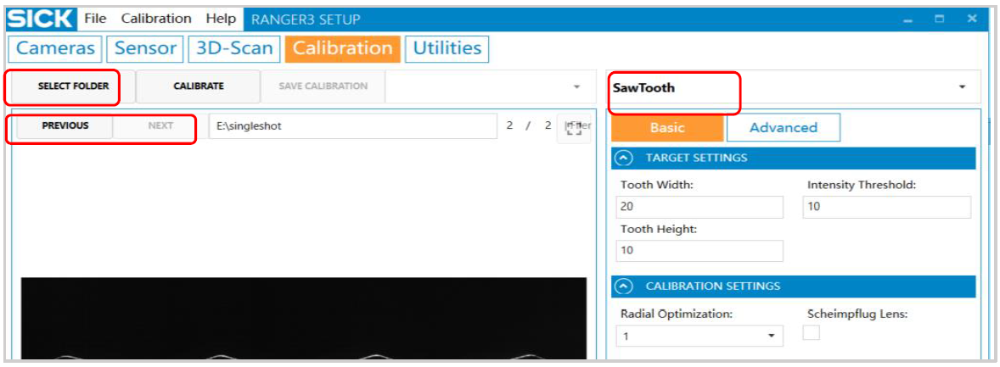 SICK File Calibration Help RANGER3 SETUP
Cameras Sensor 3D-Scan Calibration Utilities
SELECT FOLDER CALIBRATE SAVE CALIBRATION
SawTooth
PREVIOUS NEXT E:\singleshot 2 / 2
Basic Advanced
TARGET SETTINGS
Tooth Width: Intensity Threshold:
20 10
Tooth Height:
10
CALIBRATION SETTINGS
Radial Optimization: Scheimpflug Lens:
1